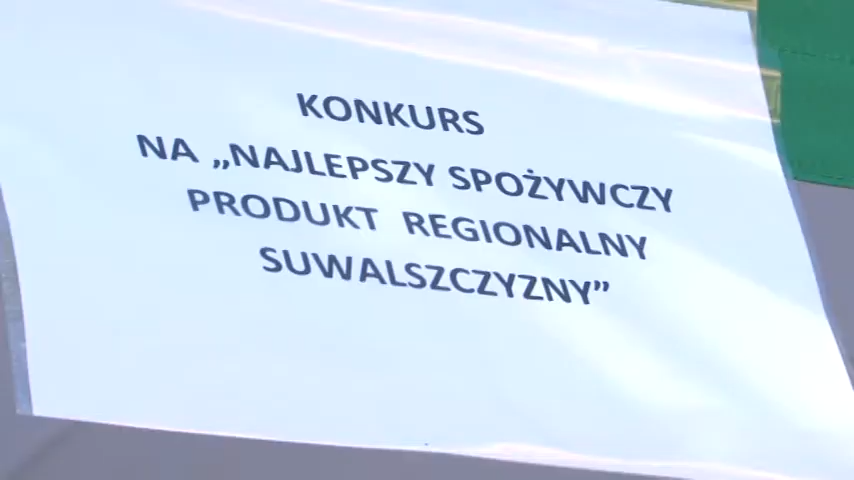 KONKURS
NA „NAJLEPSZY SPOŻYWCZY
PRODUKT REGIONALNY
SUWALSZCZYZNY”